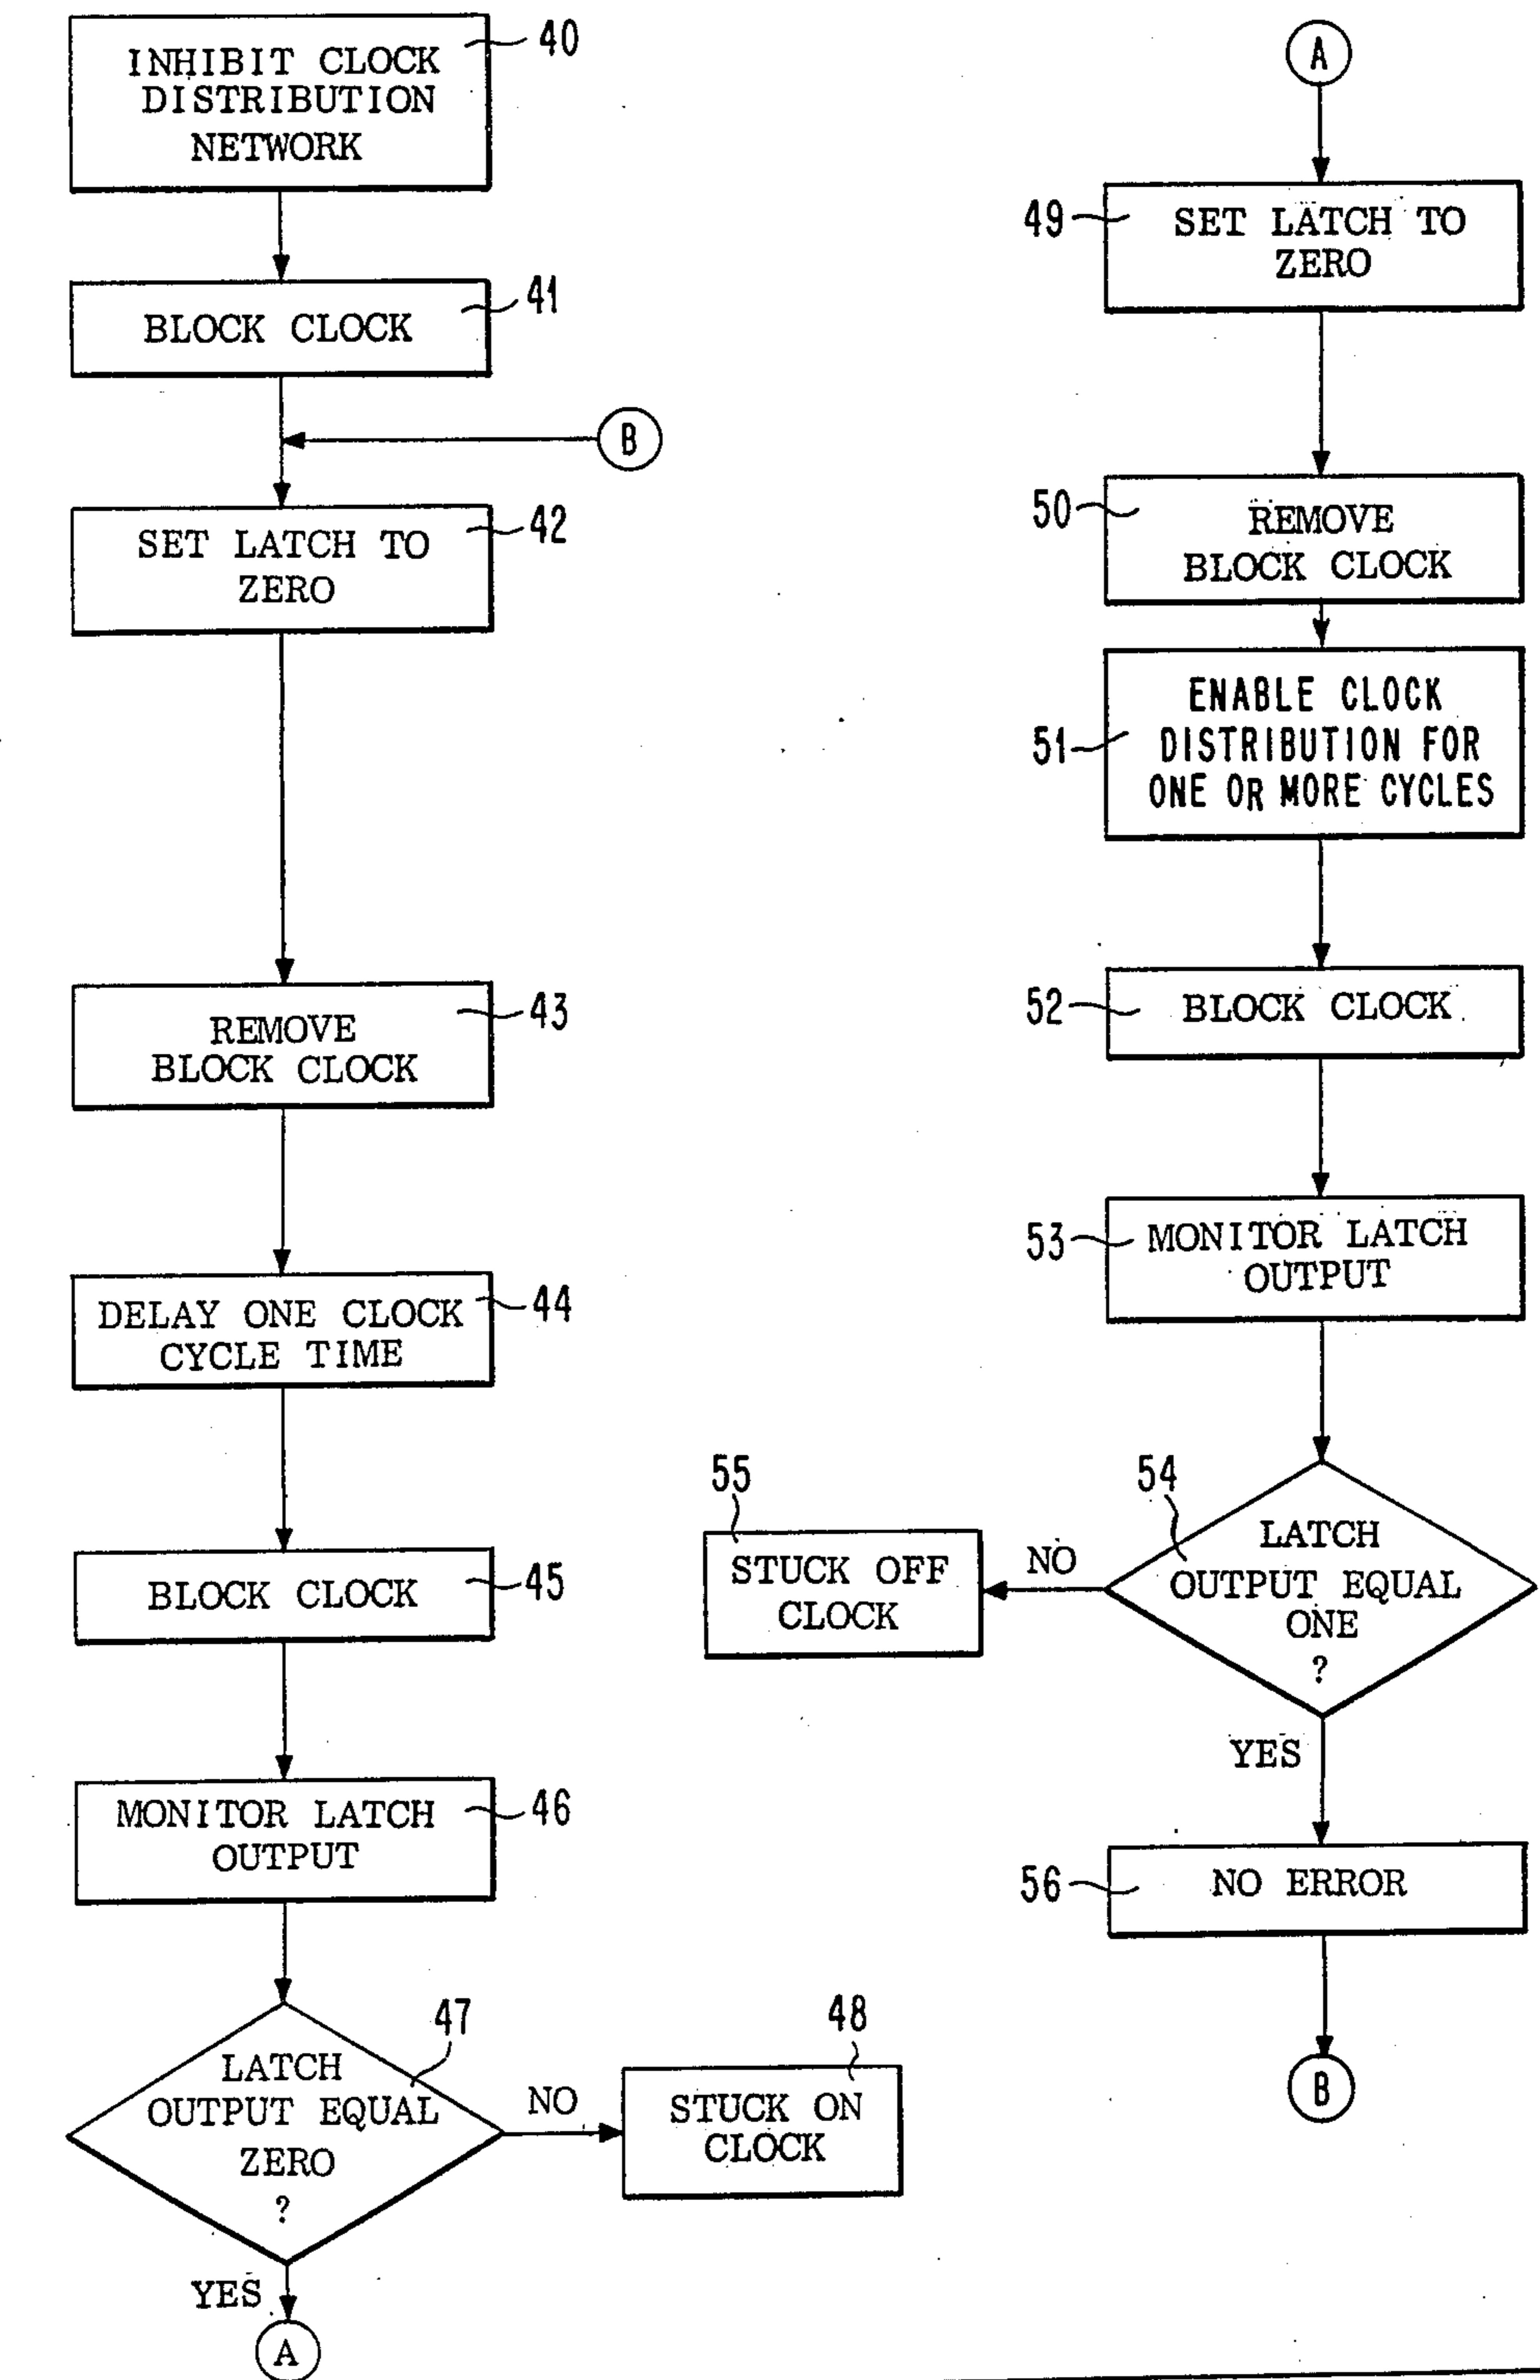 INHIBIT CLOCK
DISTRIBUTION
NETWORK
40
BLOCK CLOCK
41
B
SET LATCH TO
ZERO
42
REMOVE
BLOCK CLOCK
43
DELAY ONE CLOCK
CYCLE TIME
44
BLOCK CLOCK
45
MONITOR LATCH
OUTPUT
46
LATCH
OUTPUT EQUAL
ZERO
?
47
NO
STUCK ON
CLOCK
48
YES
A
A
49
SET LATCH TO
ZERO
50
REMOVE
BLOCK CLOCK
51
ENABLE CLOCK
DISTRIBUTION FOR
ONE OR MORE CYCLES
52
BLOCK CLOCK
53
MONITOR LATCH
OUTPUT
54
LATCH
OUTPUT EQUAL
ONE
?
NO
55
STUCK OFF
CLOCK
YES
56
NO ERROR
B